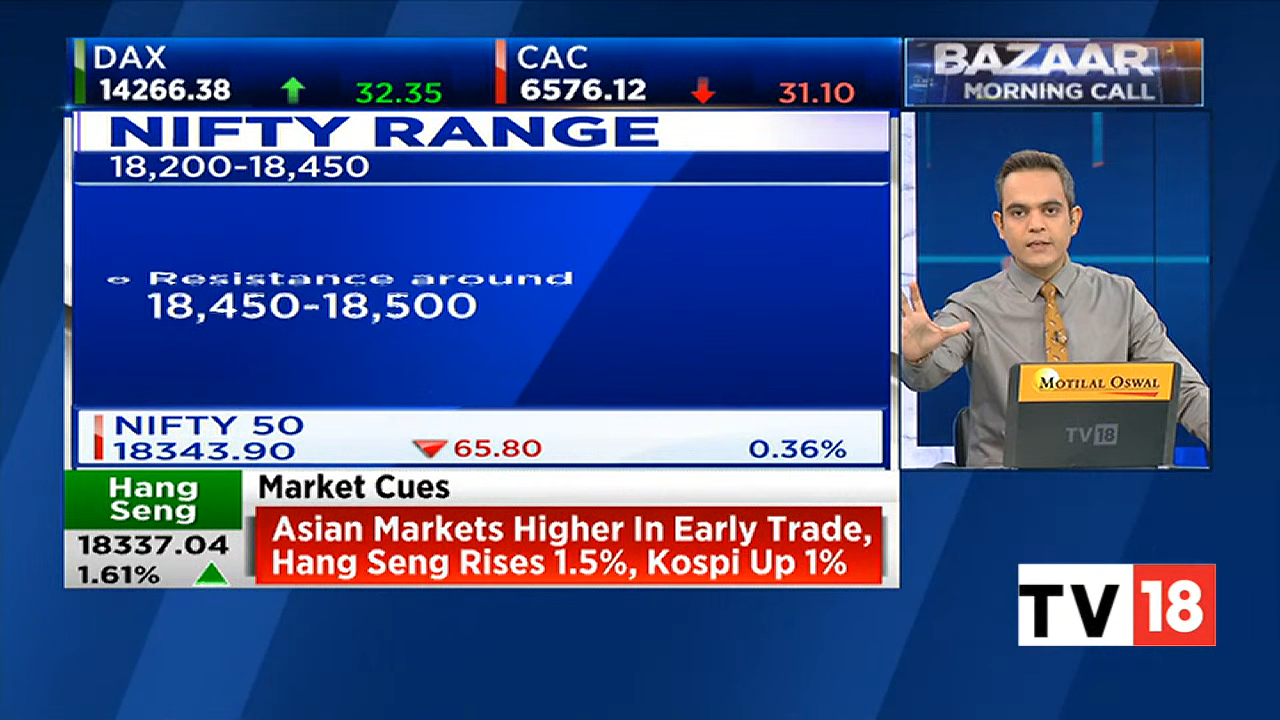 DAX
14266.38 32.35
CAC
6576.12 31.10
BAZAAR
MORNING CALL
NIFTY RANGE
18,200-18,450
Resistance around
18,450-18,500
NIFTY 50
18343.90 65.80 0.36%
MOTILAL OSWAL
TV18
Hang
Seng
18337.04
1.61%
Market Cues
Asian Markets Higher In Early Trade,
Hang Seng Rises 1.5%, Kospi Up 1%
TV18